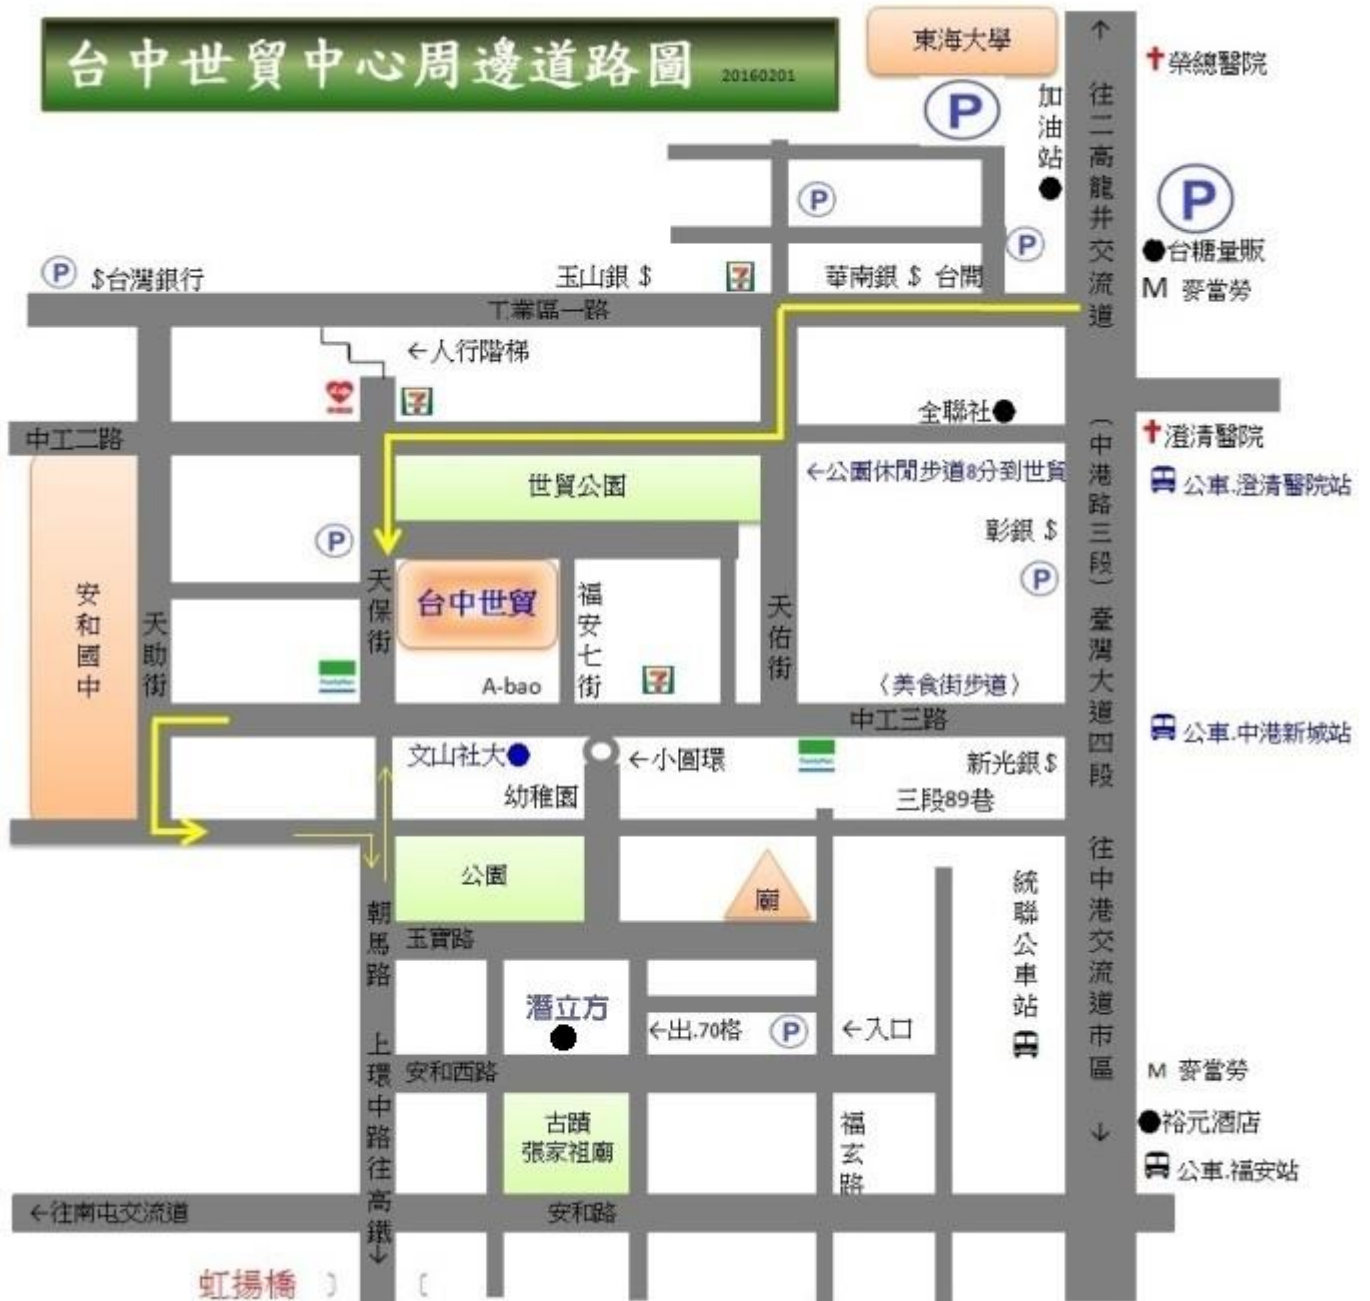 台中世貿中心周邊道路圖 20160201
東海大學
榮總醫院
加油站
P
P
P
P
往二高龍井交流道
台糖量販
M 麥當勞
P $台灣銀行
玉山銀 $
7
華南銀 $ 台開
工業區一路
←人行階梯
7
全聯社
中工二路
澄清醫院
世貿公園
←公園休閒步道8分到世貿
公車.澄清醫院站
(中港路三段)臺灣大道四段
彰銀 $
P
P
安和國中
天助街
天保街
台中世貿
福安七街
天佑街
FamilyMart
A-bao
7
〈美食街步道〉
中工三路
公車.中港新城站
文山社大
←小圓環
FamilyMart
新光銀$
幼稚園
三段89巷
公園
廟
統聯公車站
往中港交流道市區
朝馬路
玉寶路
潛立方
←出.70格 P
←入口
上環中路往高鐵
安和西路
M 麥當勞
古蹟
張家祖廟
福玄路
裕元酒店
公車.福安站
←往南屯交流道
安和路
虹揚橋